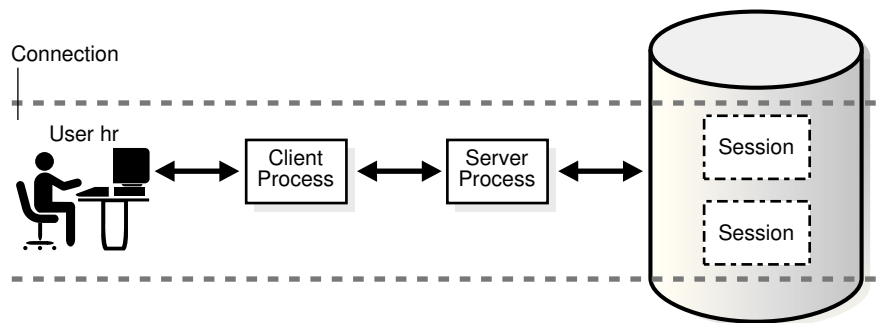 Connection
User hr
Client
Process
Server
Process
Session
Session